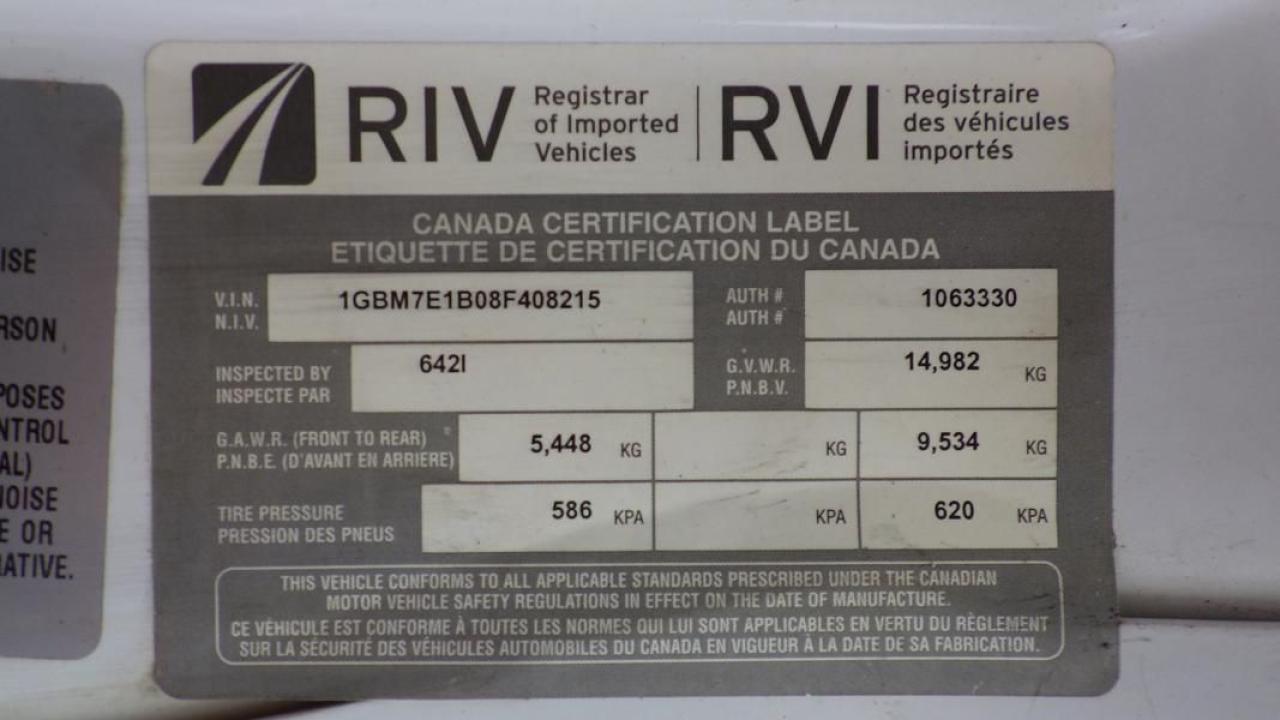 RIV Registrar of Imported Vehicles | RVI Registraire des véhicules importés
CANADA CERTIFICATION LABEL
ETIQUETTE DE CERTIFICATION DU CANADA
V.I.N. 1GBM7E1B08F408215 AUTH # 1063330
N.I.V. AUTH #
INSPECTED BY 642I G.V.W.R. 14,982 KG
INSPECTE PAR P.N.B.V.
G.A.W.R. (FRONT TO REAR) 5,448 KG KG 9,534 KG
P.N.B.E. (D'AVANT EN ARRIERE)
TIRE PRESSURE 586 KPA KPA 620 KPA
PRESSION DES PNEUS
THIS VEHICLE CONFORMS TO ALL APPLICABLE STANDARDS PRESCRIBED UNDER THE CANADIAN
MOTOR VEHICLE SAFETY REGULATIONS IN EFFECT ON THE DATE OF MANUFACTURE.
CE VÉHICULE EST CONFORME À TOUTES LES NORMES QUI LUI SONT APPLICABLES EN VERTU DU RÈGLEMENT
SUR LA SÉCURITÉ DES VÉHICULES AUTOMOBILES DU CANADA EN VIGUEUR À LA DATE DE SA FABRICATION.
ISE
RSON
POSES
NTROL
AL)
NOISE
E OR
ATIVE.